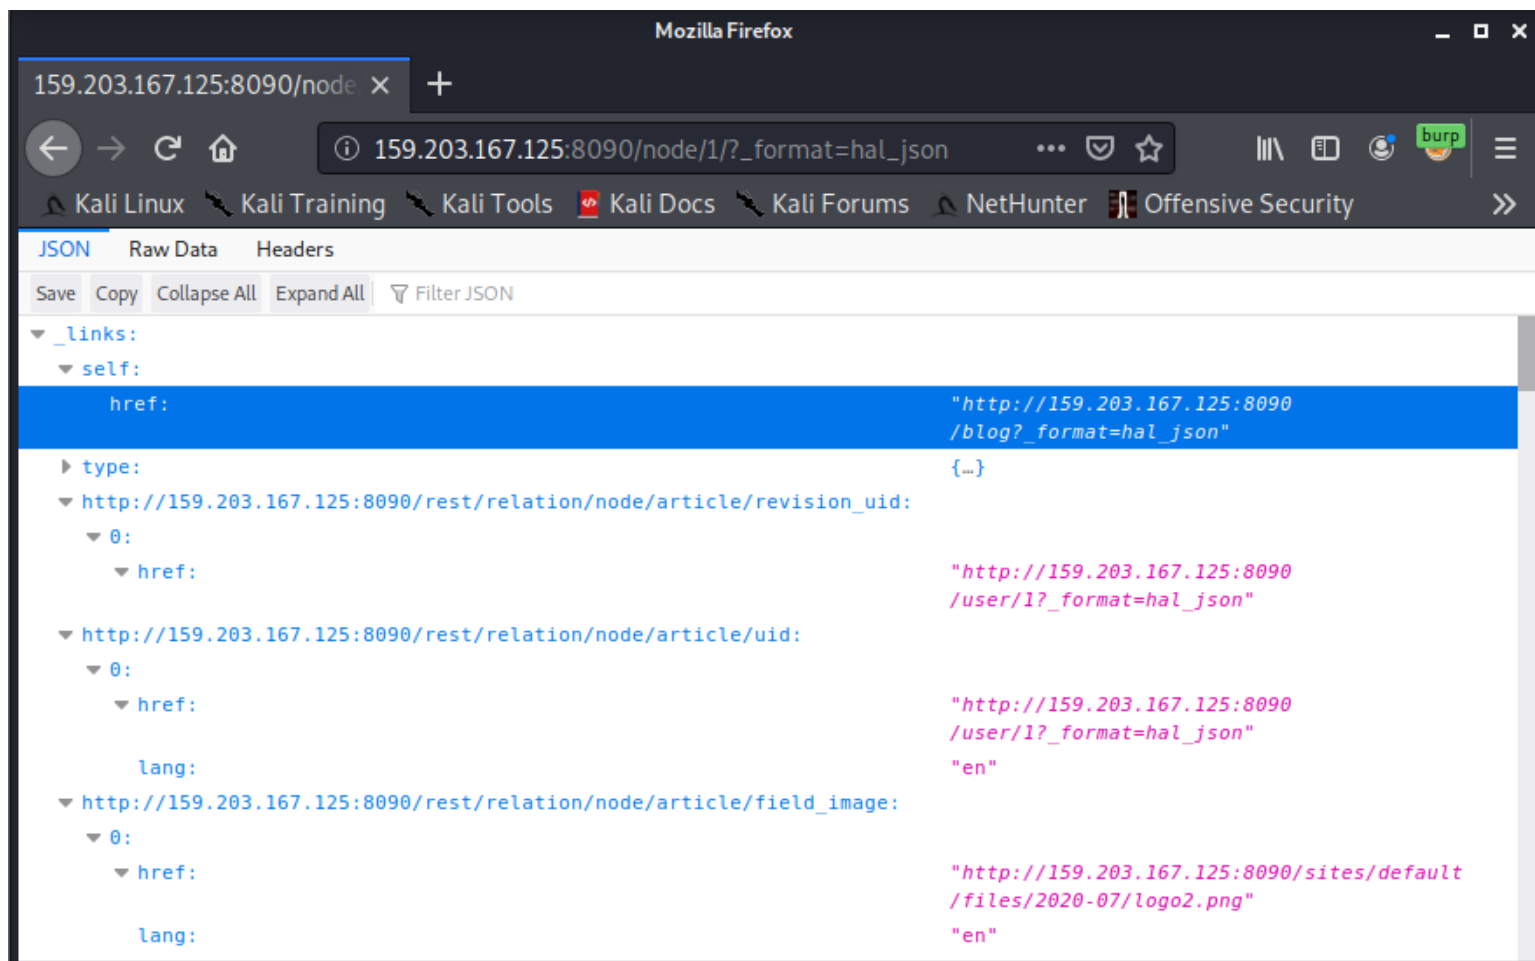 Mozilla Firefox
159.203.167.125:8090/node
159.203.167.125:8090/node/1/?_format=hal_json
burp
Kali Linux Kali Training Kali Tools Kali Docs Kali Forums NetHunter Offensive Security
JSON Raw Data Headers
Save Copy Collapse All Expand All Filter JSON
_links:
self:
href: "http://159.203.167.125:8090
/blog?_format=hal_json"
type: {…}
http://159.203.167.125:8090/rest/relation/node/article/revision_uid:
0:
href: "http://159.203.167.125:8090
/user/1?_format=hal_json"
http://159.203.167.125:8090/rest/relation/node/article/uid:
0:
href: "http://159.203.167.125:8090
/user/1?_format=hal_json"
lang: "en"
http://159.203.167.125:8090/rest/relation/node/article/field_image:
0:
href: "http://159.203.167.125:8090/sites/default
/files/2020-07/logo2.png"
lang: "en"